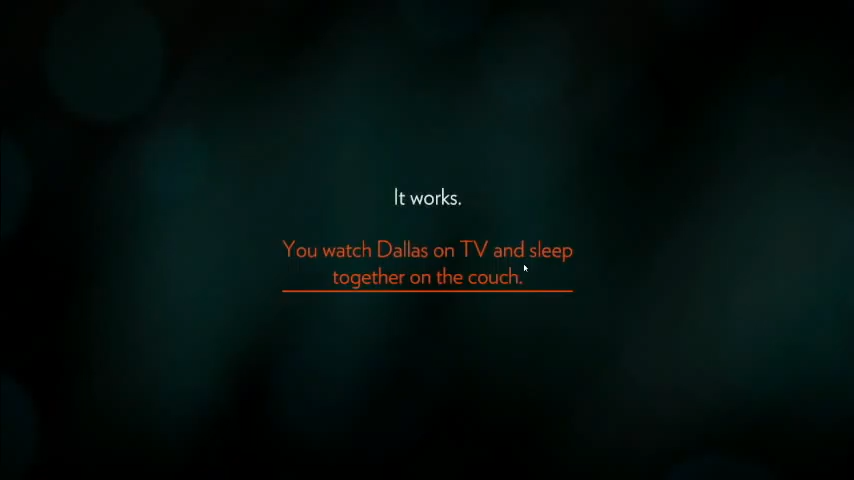 It works.
You watch Dallas on TV and sleep
together on the couch.